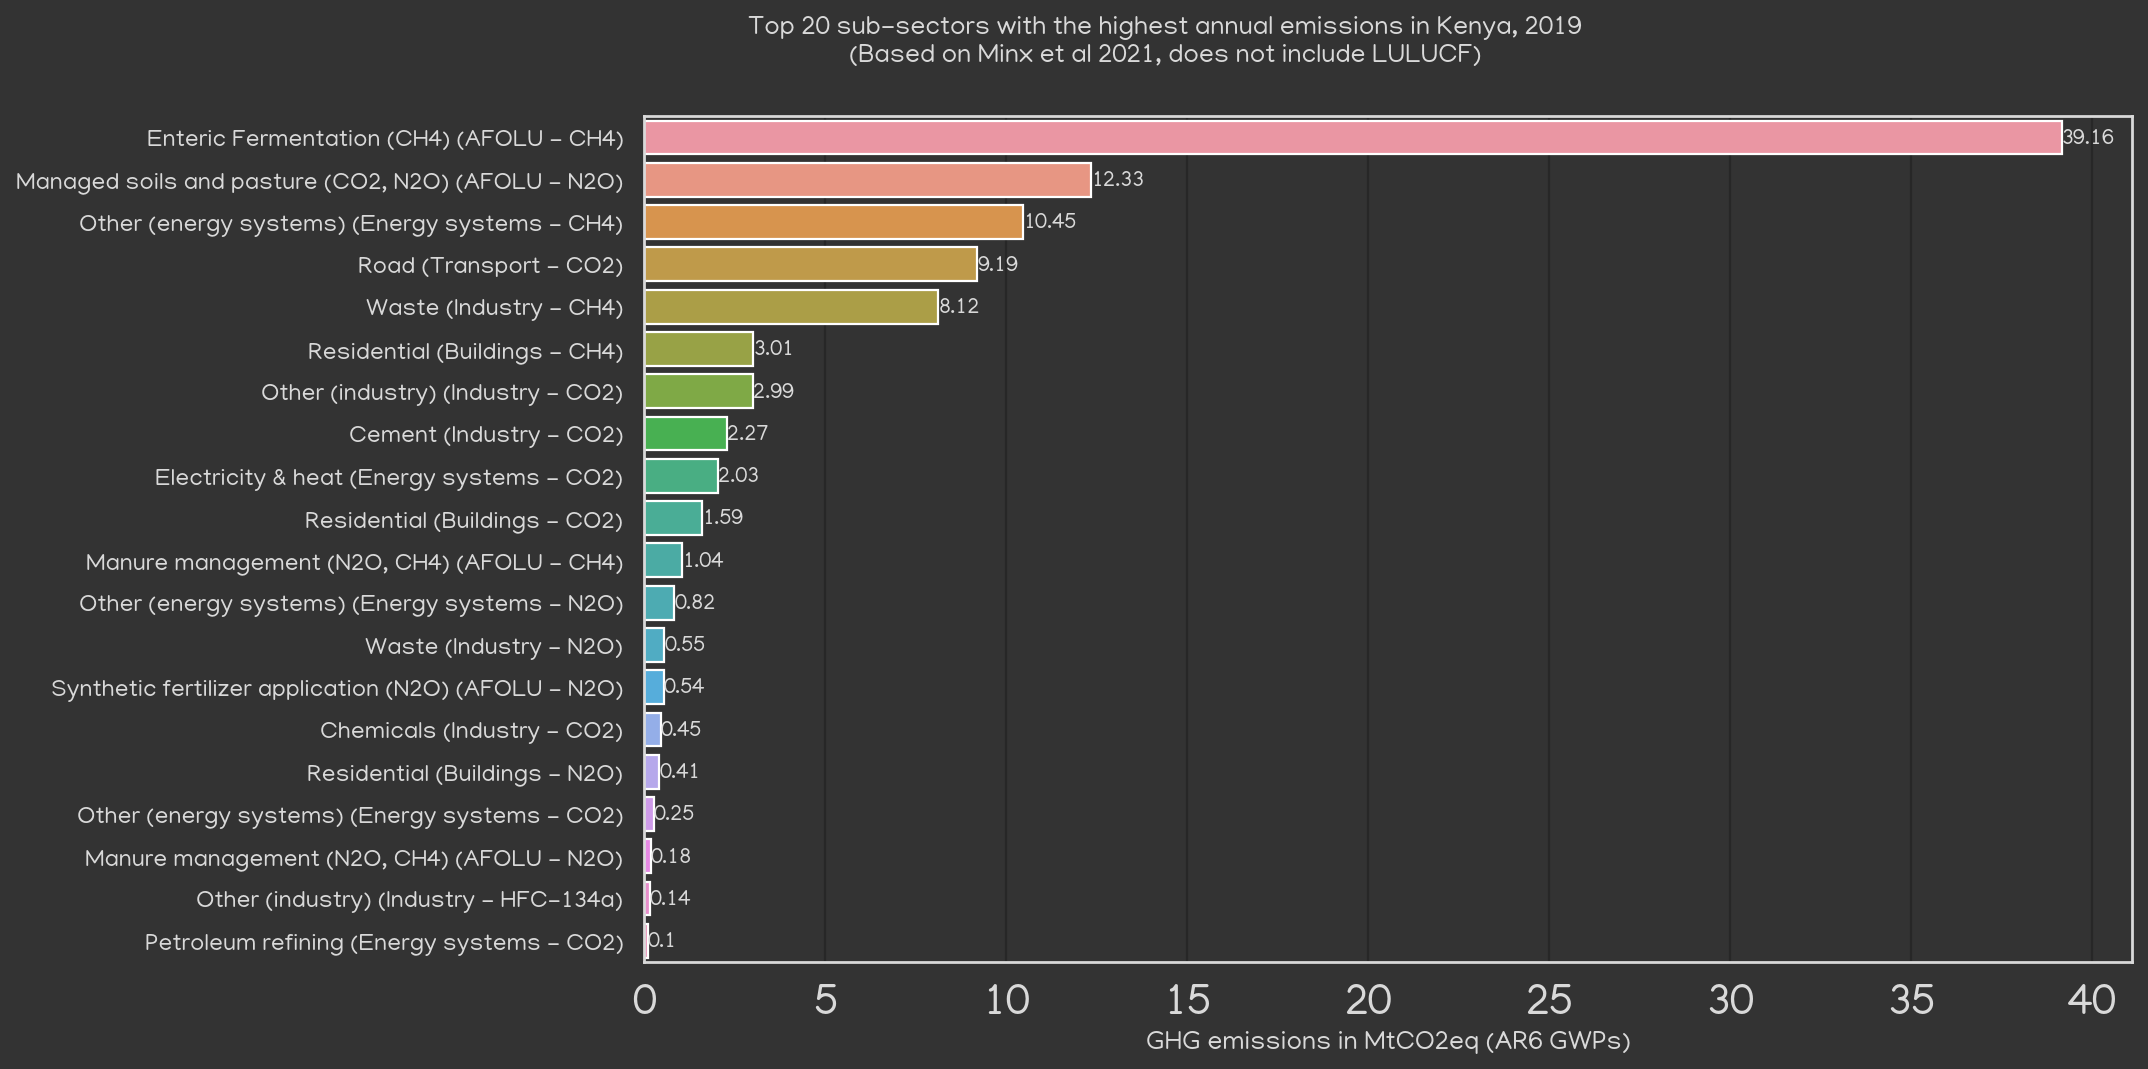 Top 20 sub-sectors with the highest annual emissions in Kenya, 2019
(Based on Minx et al 2021, does not include LULUCF)
Enteric Fermentation (CH4) (AFOLU - CH4) 39.16
Managed soils and pasture (CO2, N2O) (AFOLU - N2O) 12.33
Other (energy systems) (Energy systems - CH4) 10.45
Road (Transport - CO2) 9.19
Waste (Industry - CH4) 8.12
Residential (Buildings - CH4) 3.01
Other (industry) (Industry - CO2) 2.99
Cement (Industry - CO2) 2.27
Electricity & heat (Energy systems - CO2) 2.03
Residential (Buildings - CO2) 1.59
Manure management (N2O, CH4) (AFOLU - CH4) 1.04
Other (energy systems) (Energy systems - N2O) 0.82
Waste (Industry - N2O) 0.55
Synthetic fertilizer application (N2O) (AFOLU - N2O) 0.54
Chemicals (Industry - CO2) 0.45
Residential (Buildings - N2O) 0.41
Other (energy systems) (Energy systems - CO2) 0.25
Manure management (N2O, CH4) (AFOLU - N2O) 0.18
Other (industry) (Industry - HFC-134a) 0.14
Petroleum refining (Energy systems - CO2) 0.1
0 5 10 15 20 25 30 35 40
GHG emissions in MtCO2eq (AR6 GWPs)